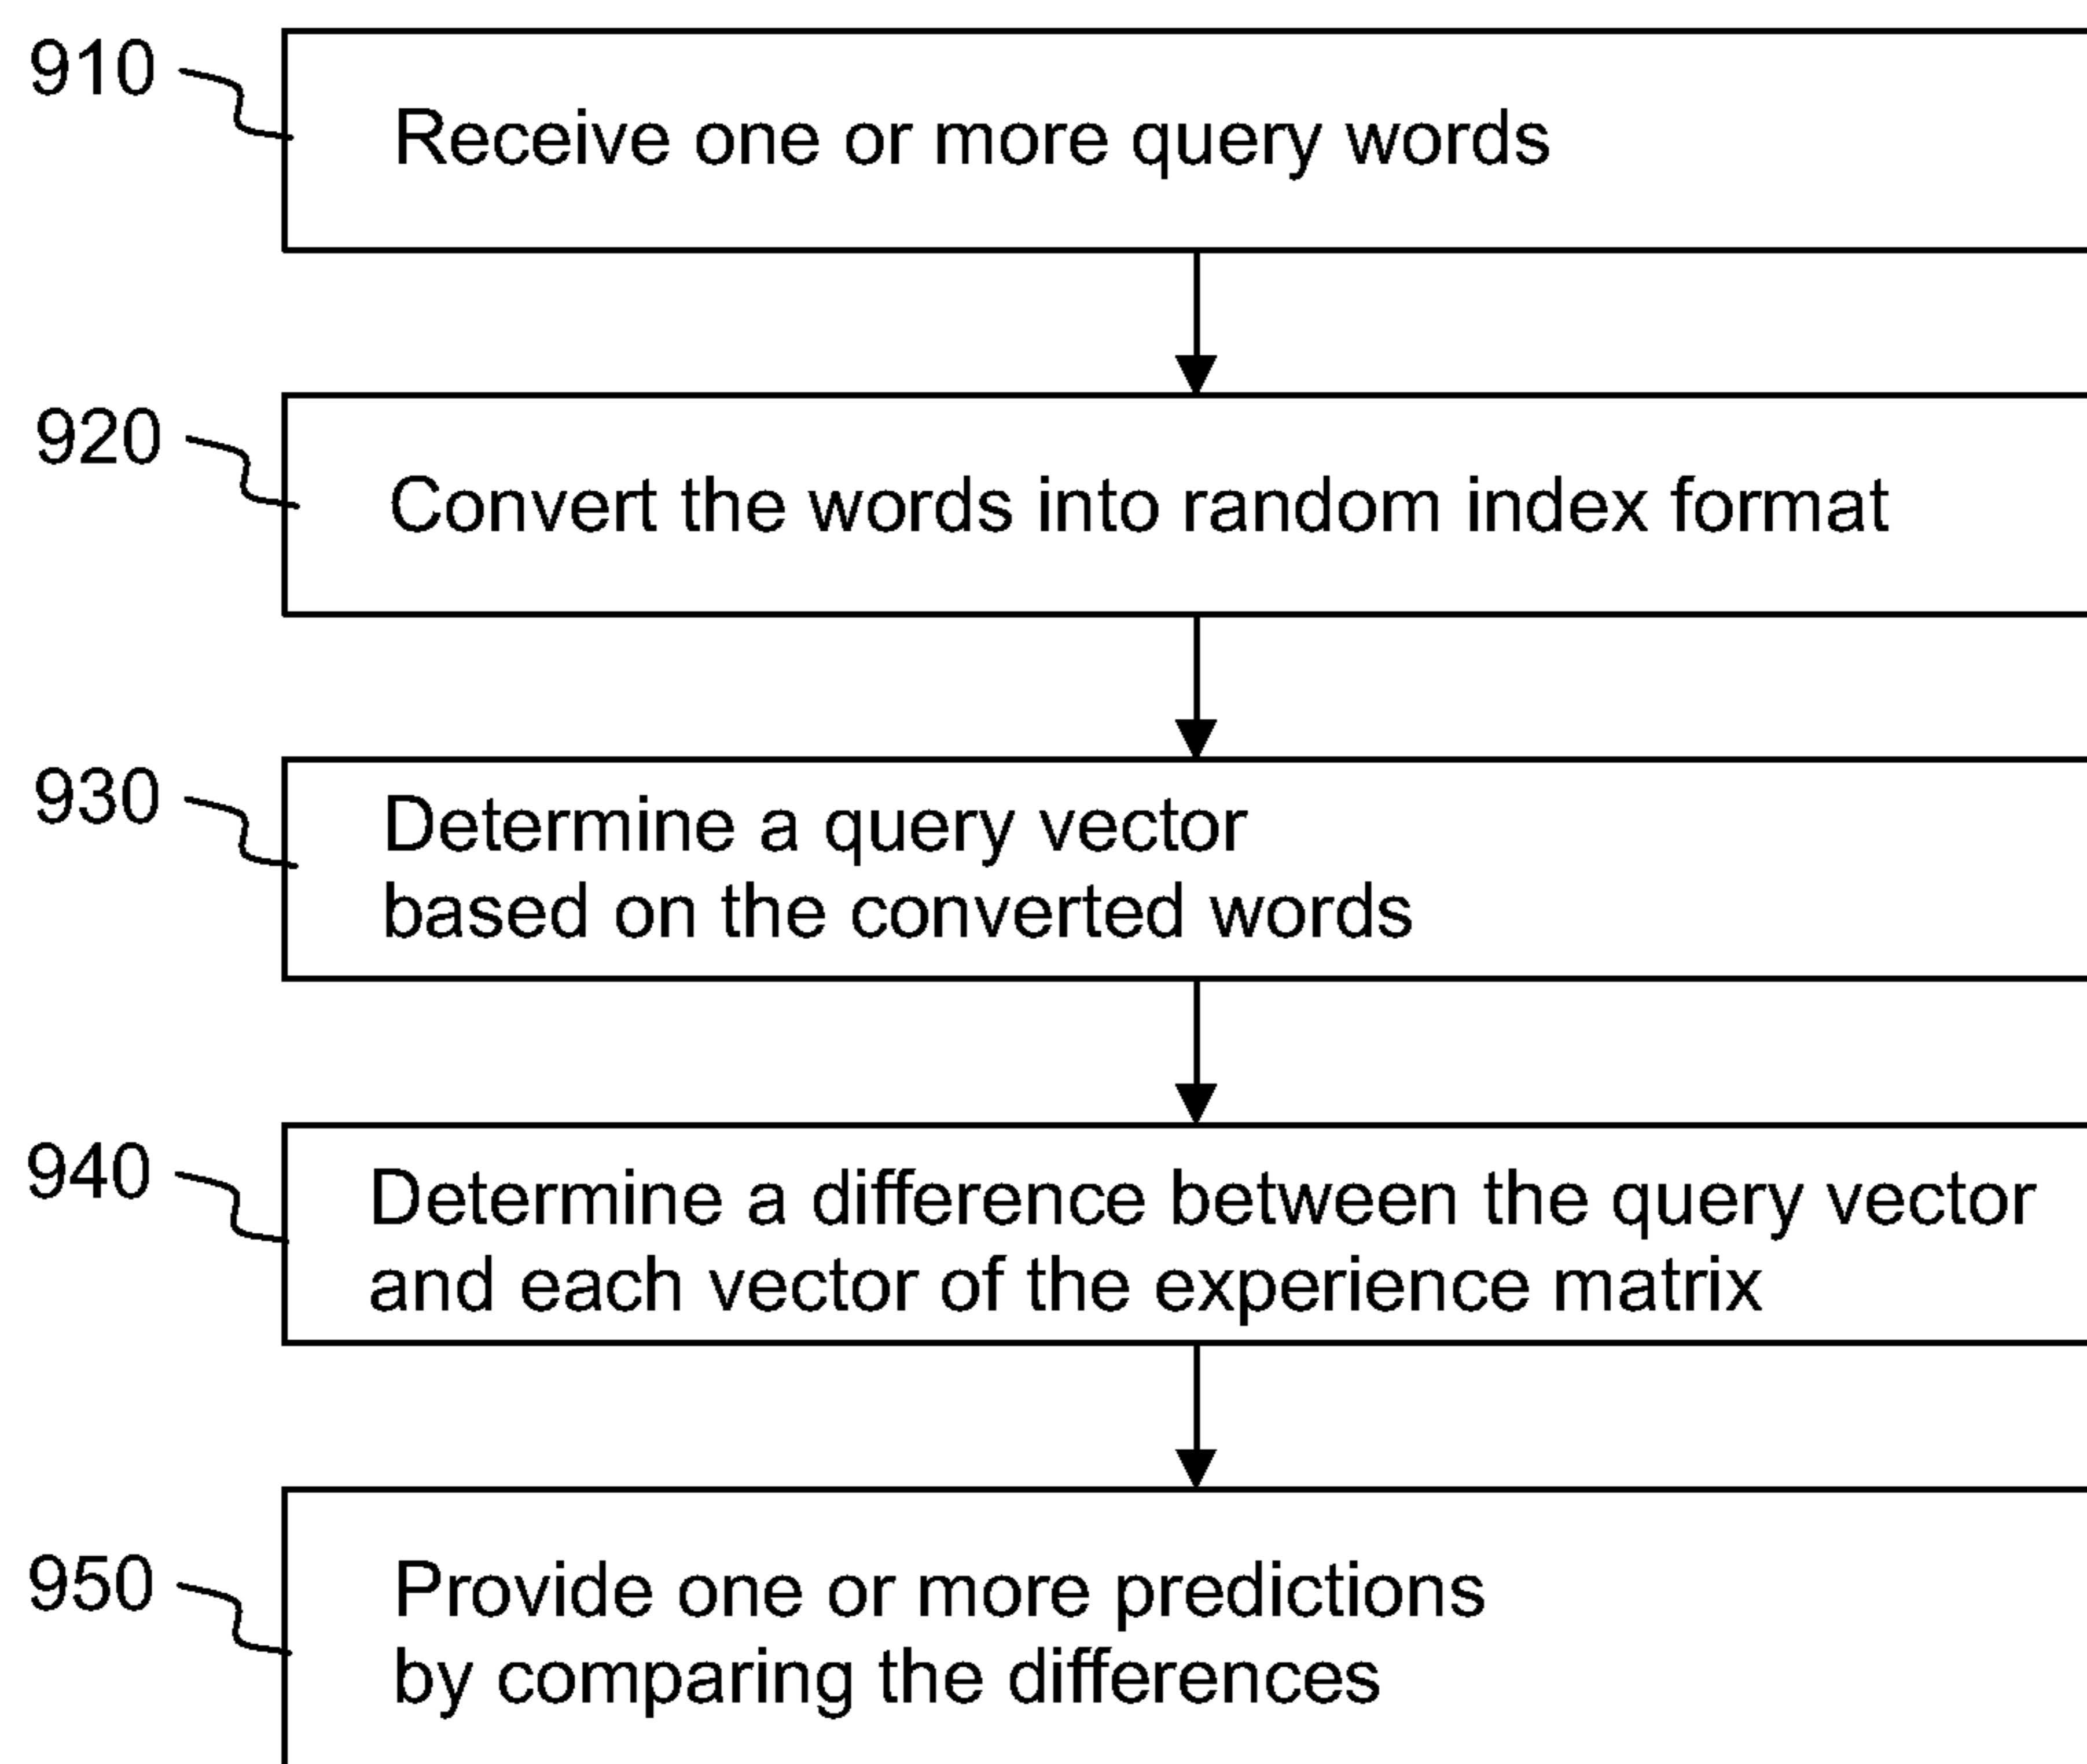 910
Receive one or more query words
920
Convert the words into random index format
930
Determine a query vector
based on the converted words
940
Determine a difference between the query vector
and each vector of the experience matrix
950
Provide one or more predictions
by comparing the differences